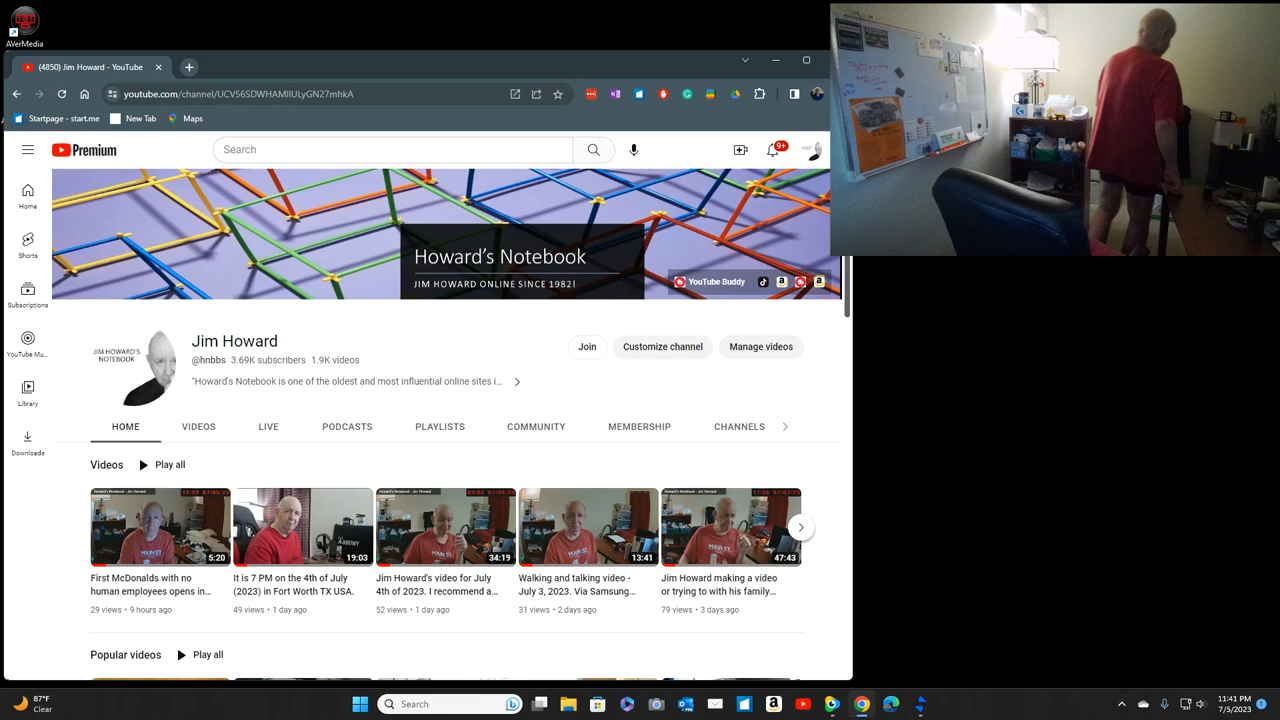 AVerMedia
(4850) Jim Howard - YouTube
youtube.com/channel/UCV56SDWHAMIIULyGN27mhkA
Startpage - start.me
New Tab
Maps
Premium
Search
9+
Home
Shorts
Subscriptions
YouTube Mu...
Library
Downloads
Howard's Notebook
JIM HOWARD ONLINE SINCE 1982!
YouTube Buddy
JIM HOWARD'S
NOTEBOOK
Jim Howard
@hnbbs 3.69K subscribers 1.9K videos
"Howard's Notebook is one of the oldest and most influential online sites i...
Join
Customize channel
Manage videos
HOME VIDEOS LIVE PODCASTS PLAYLISTS COMMUNITY MEMBERSHIP CHANNELS
Videos
Play all
5:20
First McDonalds with no
human employees opens in...
29 views • 9 hours ago
19:03
It is 7 PM on the 4th of July
(2023) in Fort Worth TX USA.
49 views • 1 day ago
34:19
Jim Howard's video for July
4th of 2023. I recommend a...
52 views • 1 day ago
13:41
Walking and talking video -
July 3, 2023. Via Samsung...
31 views • 2 days ago
47:43
Jim Howard making a video
or trying to with his family...
79 views • 3 days ago
Popular videos
Play all
87°F
Clear
Search
11:41 PM
7/5/2023